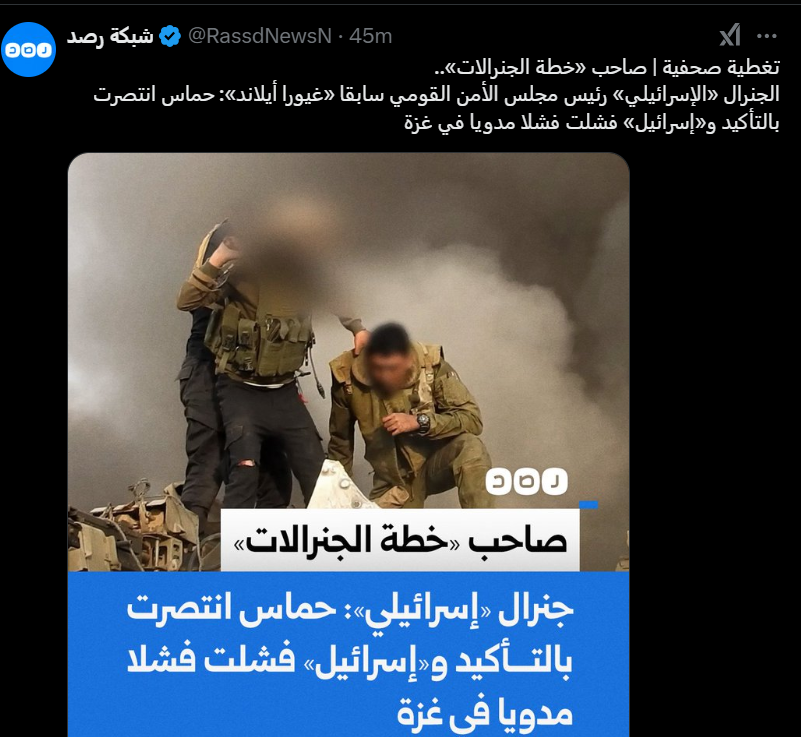 شبكة رصد @RassdNewsN · 45m
تغطية صحفية | صاحب «خطة الجنرالات»..
الجنرال «الإسرائيلي» رئيس مجلس الأمن القومي سابقا «غيورا أيلاند»: حماس انتصرت
بالتأكيد و«إسرائيل» فشلت فشلا مدويا في غزة
رصد
صاحب «خطة الجنرالات»
جنرال «إسرائيلي»: حماس انتصرت
بالتـــأكيد و«إسرائيل» فشلت فشلا
مدويا في غزة